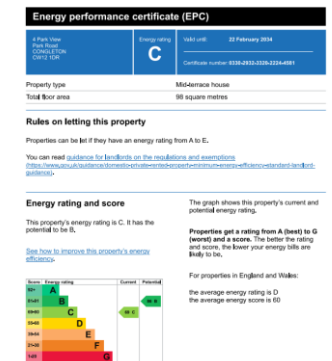 Energy performance certificate (EPC)
4 Park View
Park Road
CONGLETON
CW12 1DR
Energy rating
C
Valid until: 22 February 2034
Certificate number:
Property type Mid-terrace house
Total floor area 98 square metres
Rules on letting this property
Properties can be let if they have an energy rating from A to E.
You can read guidance for landlords on the regulations and exemptions
(https://www.gov.uk/guidance/domestic-private-rented-property-minimum-energy-efficiency-standard-landlord-
guidance).
Energy rating and score
This property's energy rating is C. It has the
potential to be B.
See how to improve this property's energy
efficiency.
The graph shows this property's current and
potential energy rating.
Properties get a rating from A (best) to G
(worst) and a score. The better the rating
and score, the lower your energy bills are
likely to be.
For properties in England and Wales:
the average energy rating is D
the average energy score is 60
Score Energy rating Current Potential
92+ A
81-91 B
69-80 C
55-68 D
39-54 E
21-38 F
1-20 G